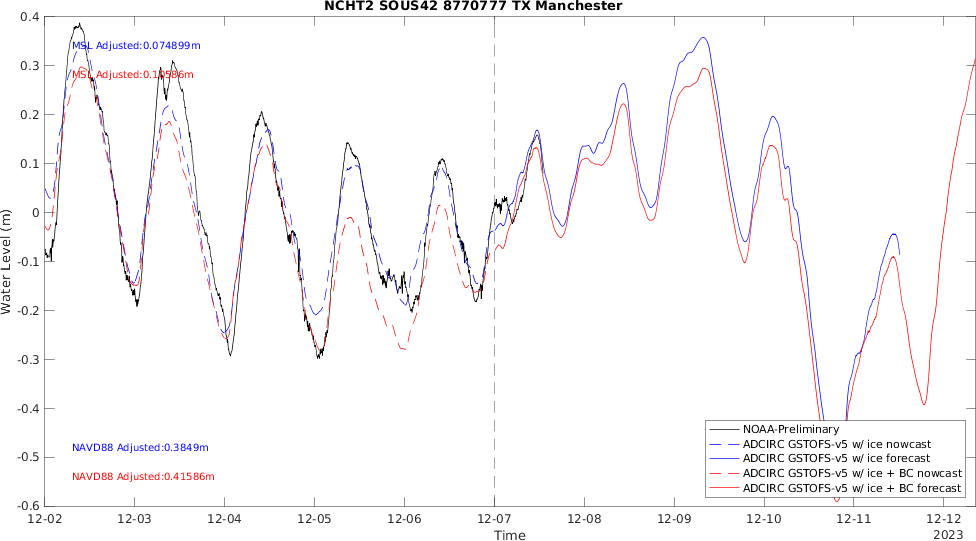 NCHT2 SOUS42 8770777 TX Manchester
0.4
MSL Adjusted:0.074899m
MSL Adjusted:0.10586m
0.3
0.2
0.1
0
-0.1
-0.2
-0.3
-0.4
-0.5
-0.6
Water Level (m)
NAVD88 Adjusted:0.3849m
NAVD88 Adjusted:0.41586m
NOAA-Preliminary
ADCIRC GSTOFS-v5 w/ ice nowcast
ADCIRC GSTOFS-v5 w/ ice forecast
ADCIRC GSTOFS-v5 w/ ice + BC nowcast
ADCIRC GSTOFS-v5 w/ ice + BC forecast
12-02 12-03 12-04 12-05 12-06 12-07 12-08 12-09 12-10 12-11 12-12
Time
2023